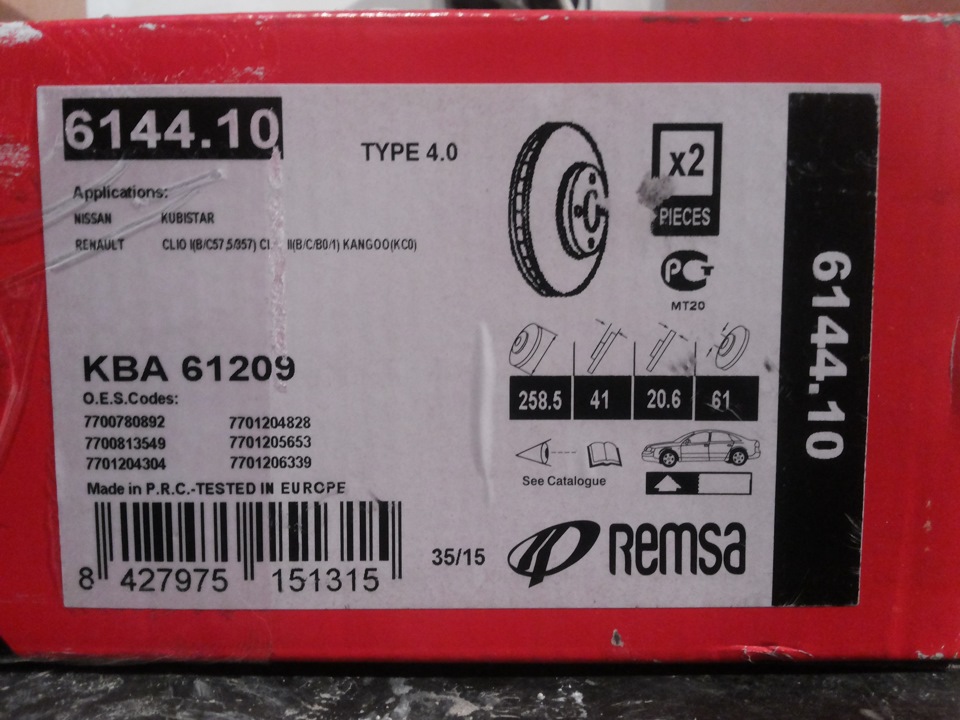 6144.10
TYPE 4.0
x2
PIECES
Applications:
NISSAN KUBISTAR
RENAULT CLIO I(B/C57,5/357) II(B/C/B0/1) KANGOO(KC0)
PCT
MT20
6144.10
KBA 61209
258.5 41 20.6 61
O.E.S.Codes:
7700780892 7701204828
7700813549 7701205653
7701204304 7701206339
See Catalogue
Made in P.R.C.-TESTED IN EUROPE
35/15
Remsa
8 427975 151315